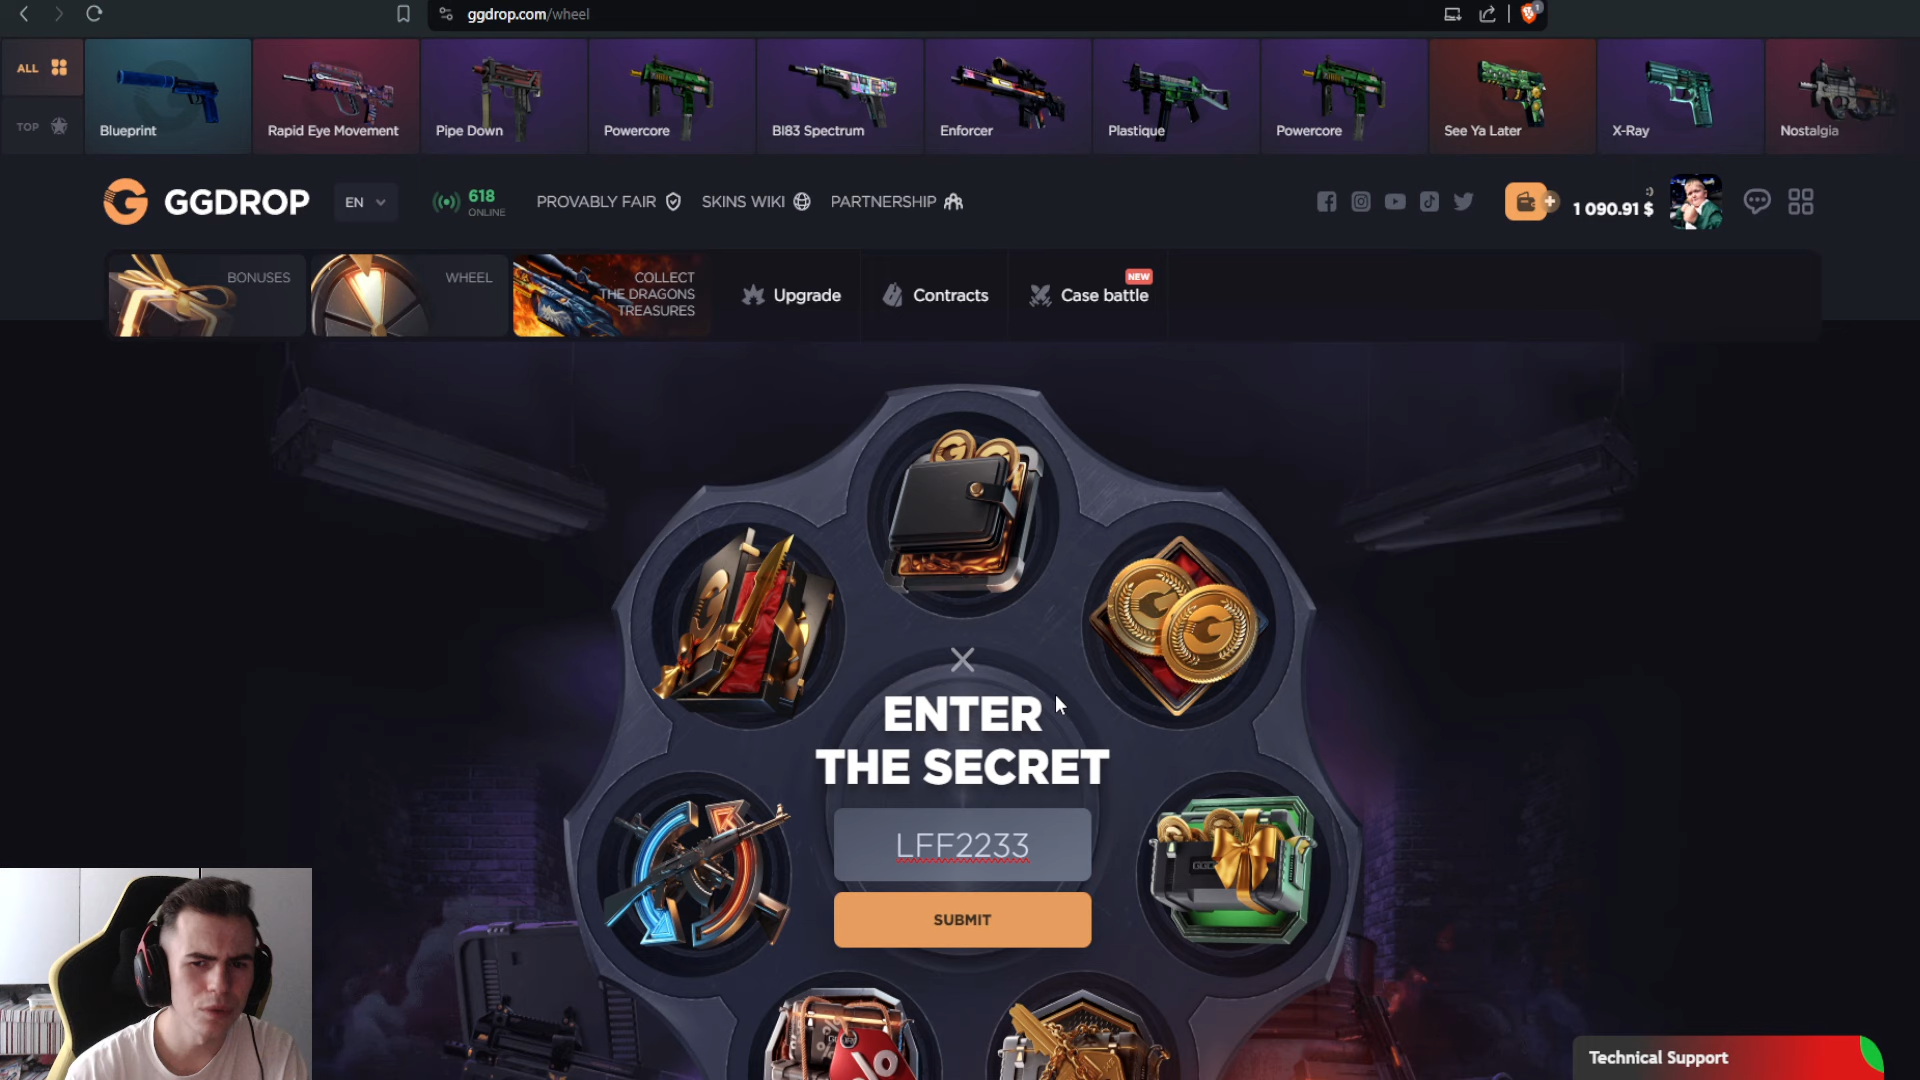 ggdrop.com/wheel
1
ALL
TOP
Blueprint
Rapid Eye Movement
Pipe Down
Powercore
BI83 Spectrum
Enforcer
Plastique
Powercore
See Ya Later
X-Ray
Nostalgia
GGDROP
EN
618
ONLINE
PROVABLY FAIR
SKINS WIKI
PARTNERSHIP
1 090.91 $
BONUSES
WHEEL
COLLECT
THE DRAGONS
TREASURES
Upgrade
Contracts
NEW
Case battle
ENTER
THE SECRET
LFF2233
SUBMIT
Technical Support